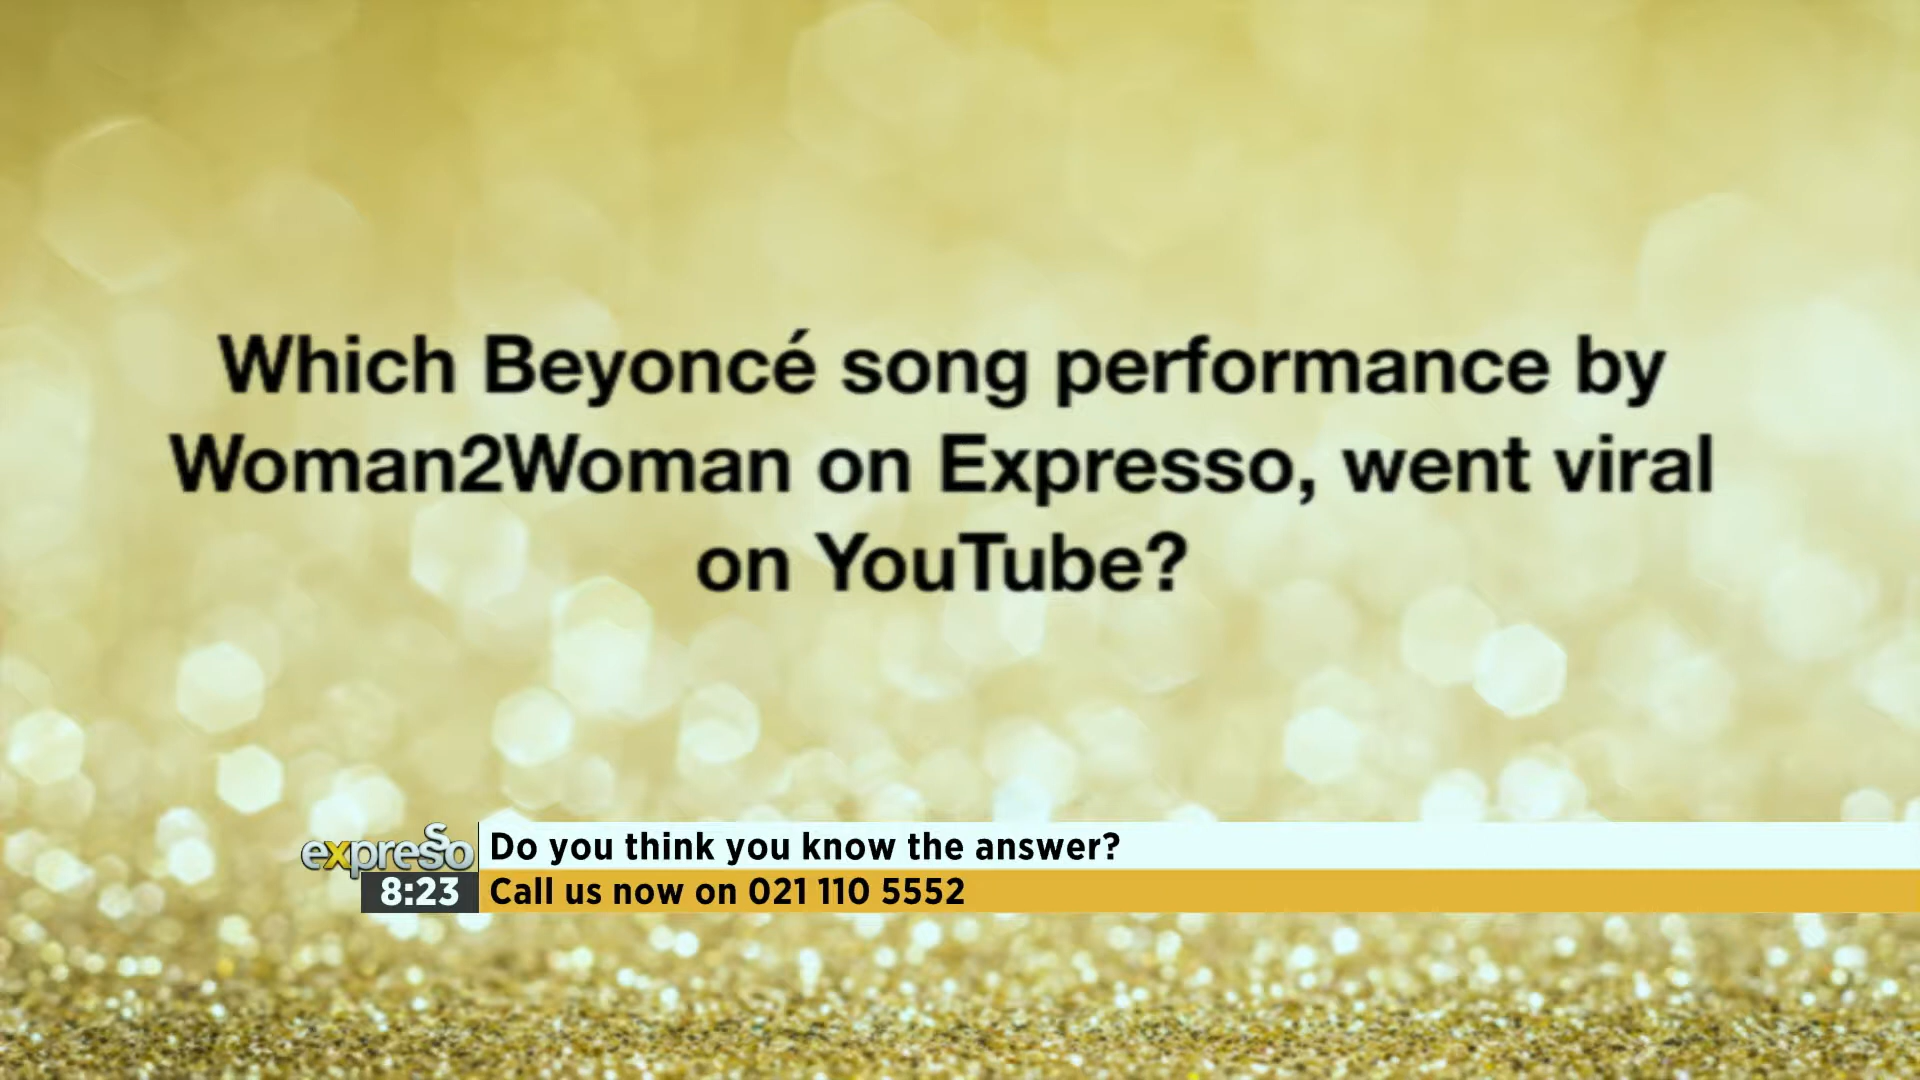 Which Beyoncé song performance by
Woman2Woman on Expresso, went viral
on YouTube?
expresso
Do you think you know the answer?
8:23
Call us now on 021 110 5552